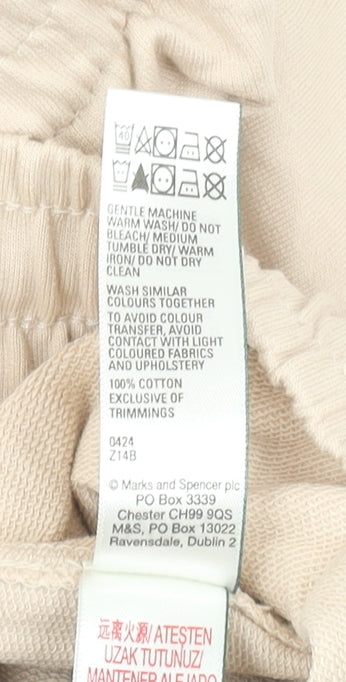 40
GENTLE MACHINE
WARM WASH/ DO NOT
BLEACH/ MEDIUM
TUMBLE DRY/ WARM
IRON/ DO NOT DRY
CLEAN
WASH SIMILAR
COLOURS TOGETHER
TO AVOID COLOUR
TRANSFER, AVOID
CONTACT WITH LIGHT
COLOURED FABRICS
AND UPHOLSTERY
100% COTTON
EXCLUSIVE OF
TRIMMINGS
0424
Z14B
© Marks and Spencer plc
PO Box 3339
Chester CH99 9QS
M&S, PO Box 13022
Ravensdale, Dublin 2
远离火源/ ATEŞTEN
UZAK TUTUNUZ/
MANTENER ALEJADO